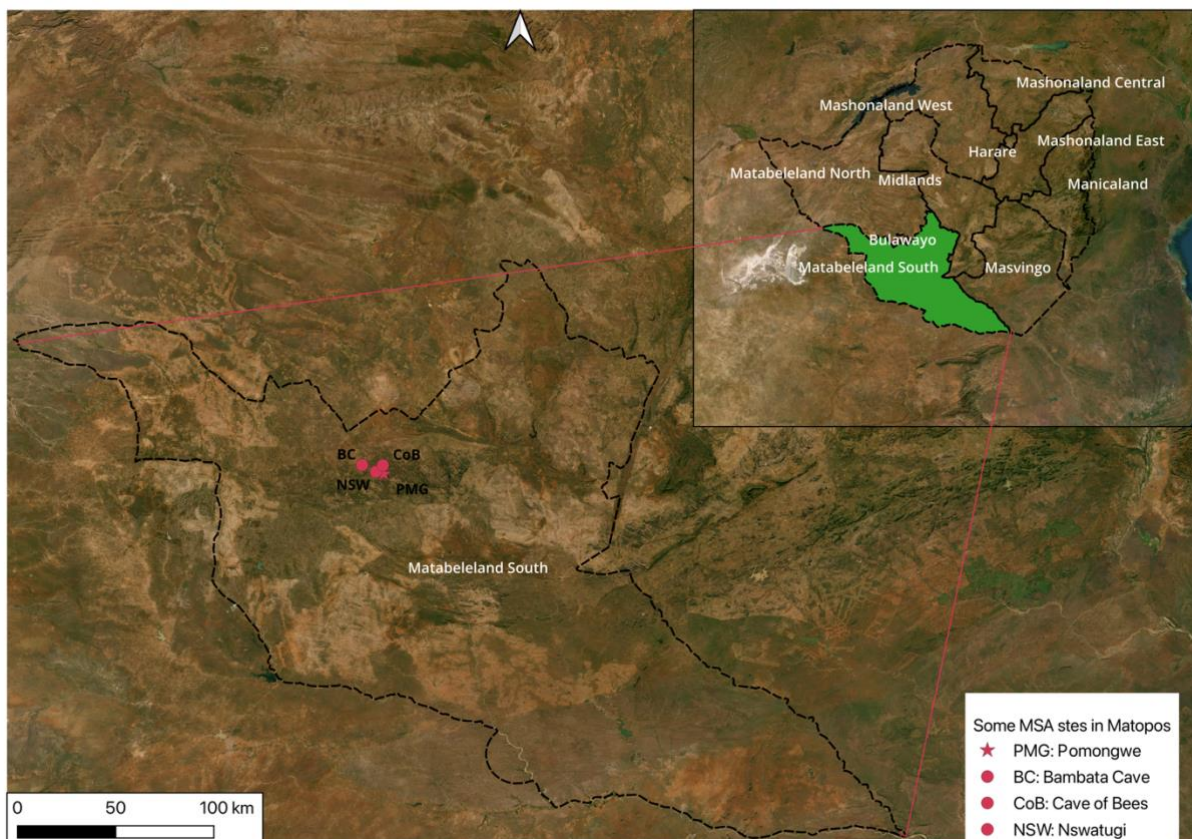 Mashonaland Central
Mashonaland West
Mashonaland East
Harare
Matabeleland North
Midlands
Manicaland
Bulawayo
Matabeleland South
Masvingo
BC
CoB
NSW
PMG
Matabeleland South
Some MSA stes in Matopos
PMG: Pomongwe
BC: Bambata Cave
CoB: Cave of Bees
NSW: Nswatugi
0 50 100 km